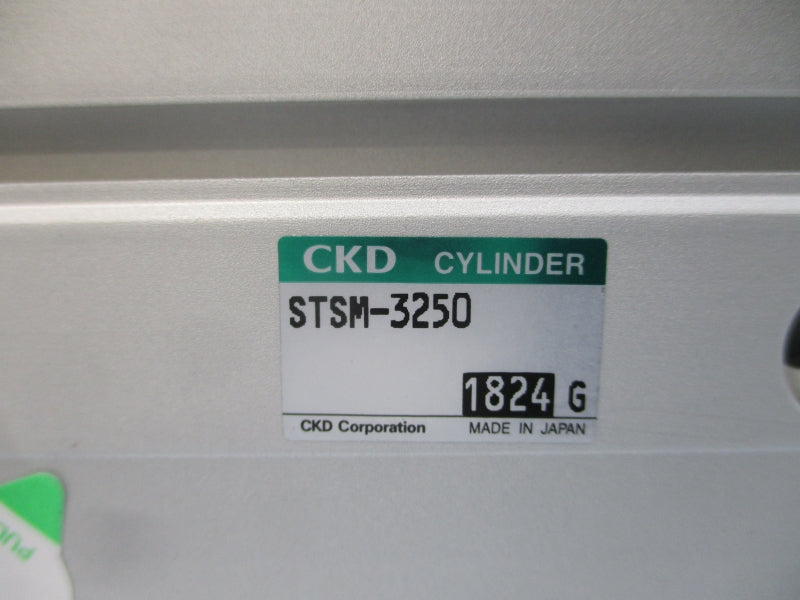 CKD CYLINDER
STSM-3250
1824 G
CKD Corporation MADE IN JAPAN